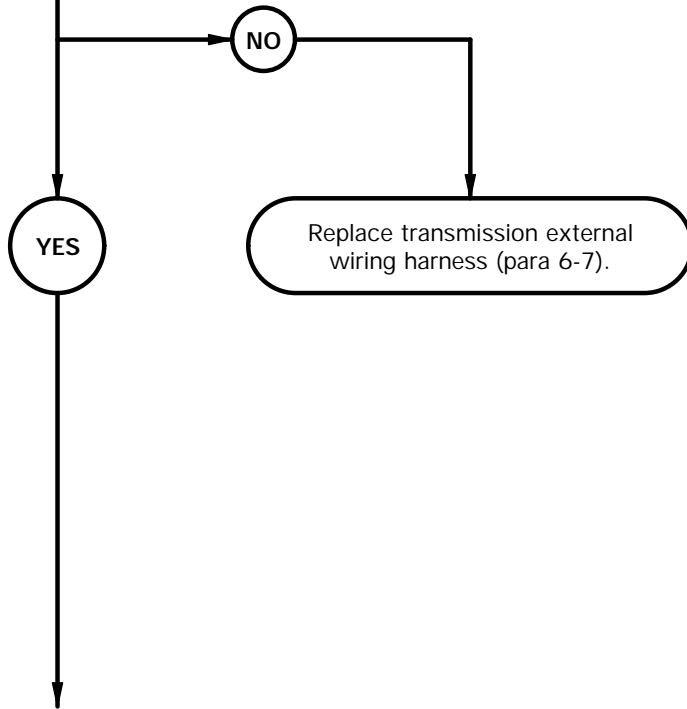 NO
YES
Replace transmission external
wiring harness (para 6-7).